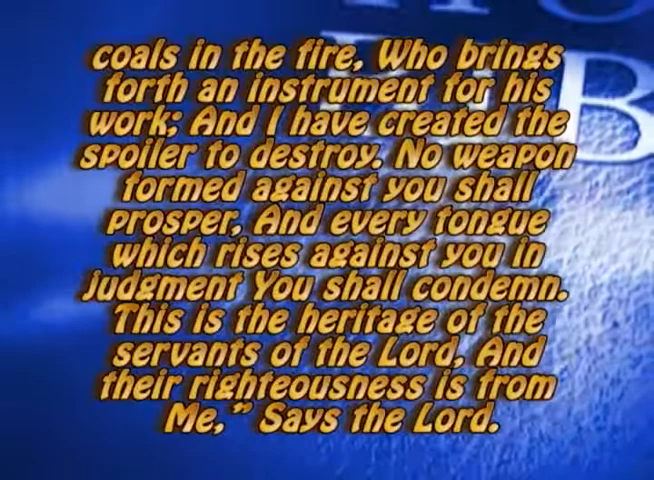 HO
BIB
coals in the fire, Who brings
forth an instrument for his
work; And I have created the
spoiler to destroy. No weapon
formed against you shall
prosper, And every tongue
which rises against you in
judgment You shall condemn.
This is the heritage of the
servants of the Lord, And
their righteousness is from
Me,” Says the Lord.